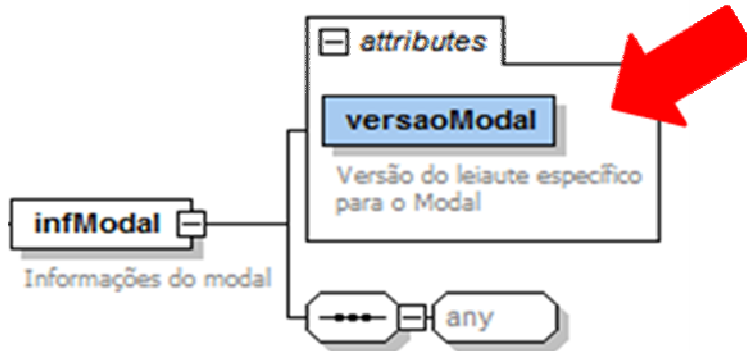 attributes
versaoModal
Versão do leiaute específico
para o Modal
infModal
Informações do modal
any